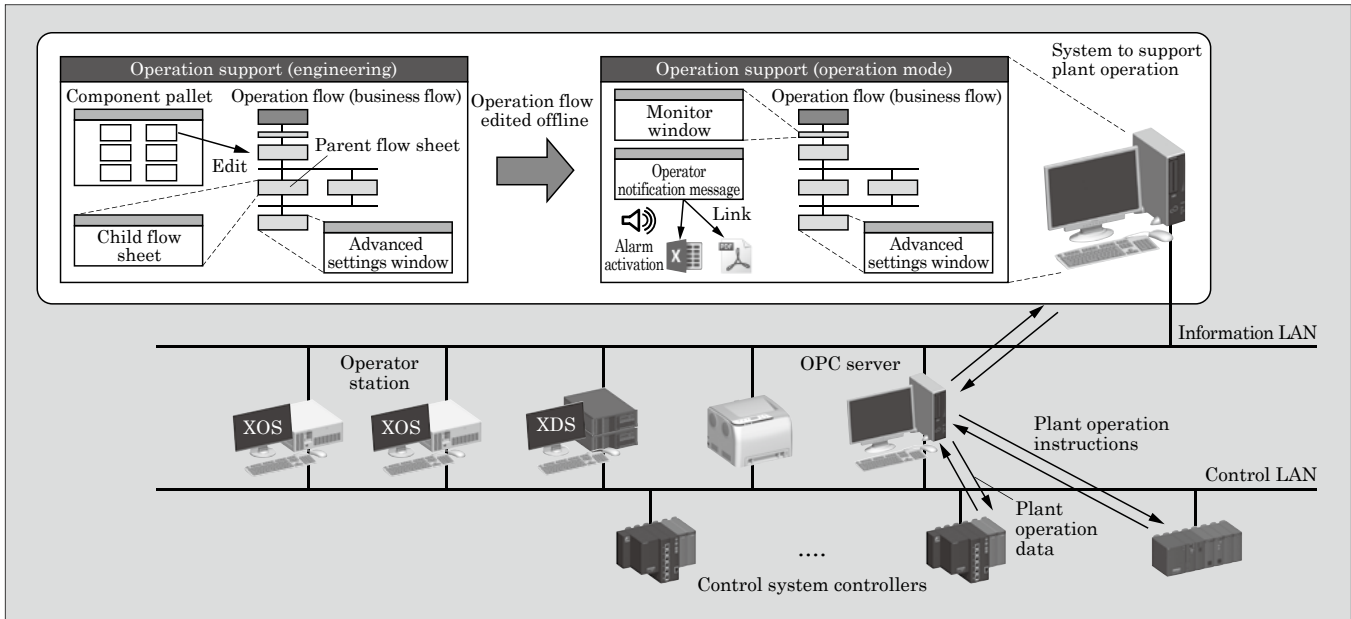 Operation support (engineering)
Component pallet
Operation flow (business flow)
Edit
Parent flow sheet
Child flow
sheet
Advanced
settings window
Operation flow
edited offline
Operation support (operation mode)
Monitor
window
Operation flow (business flow)
Operator
notification message
Link
Alarm
activation
X
PDF
Advanced
settings window
System to support
plant operation
Information LAN
Operator
station
OPC server
XOS
XOS
XDS
Plant operation
instructions
Control LAN
Plant
operation
data
....
Control system controllers